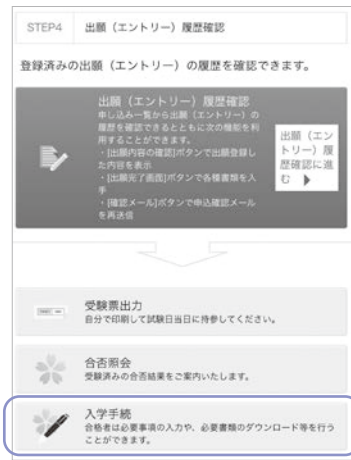 STEP4 出願（エントリー）履歴確認
登録済みの出願（エントリー）の履歴を確認できます。
出願（エントリー）履歴確認
申し込み一覧から出願（エントリー）の
履歴を確認できるとともに次の機能を利
用することができます。
・[出願内容の確認]ボタンで出願登録し
た内容を表示
・[出願完了画面]ボタンで各種書類を入
手
・[確認メール]ボタンで申込確認メール
を再送信
出願（エン
トリー）履
歴確認に進
む ▶
受験票出力
自分で印刷して試験日当日に持参してください。
合否照会
受験済みの合否結果をご案内いたします。
入学手続
合格者は必要事項の入力や、必要書類のダウンロード等を行う
ことができます。